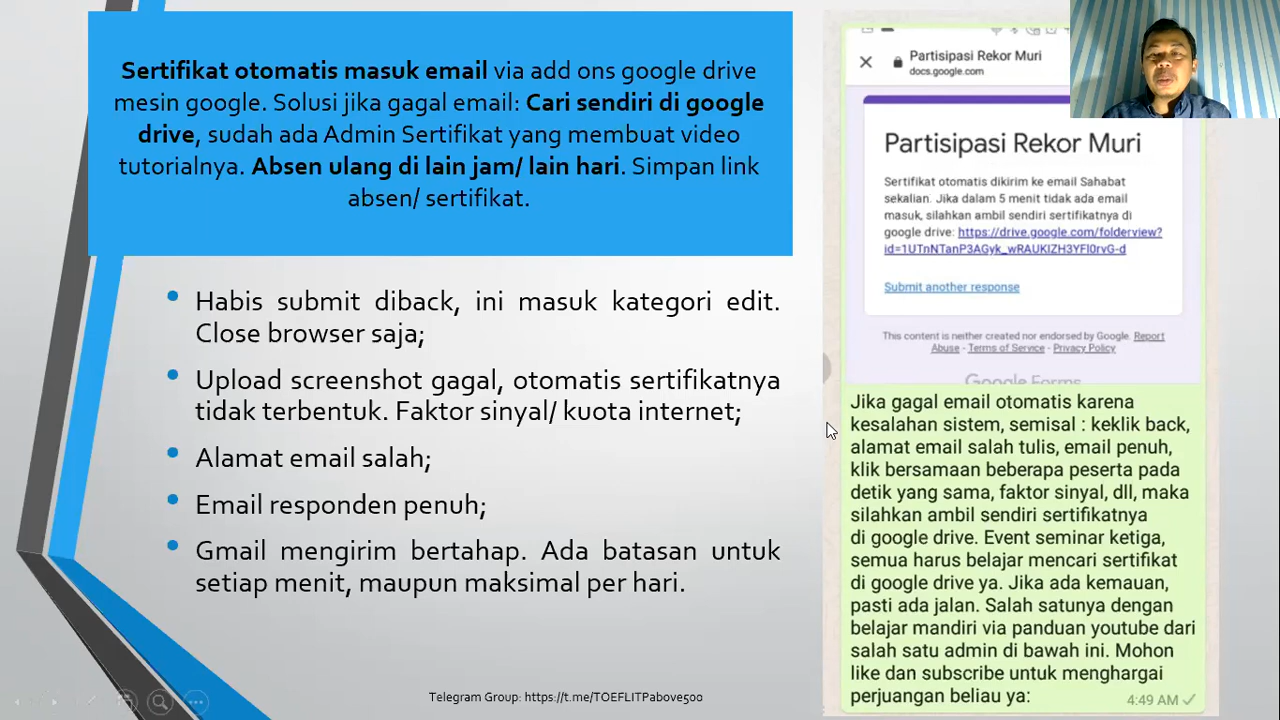 Sertifikat otomatis masuk email via add ons google drive
mesin google. Solusi jika gagal email: Cari sendiri di google
drive, sudah ada Admin Sertifikat yang membuat video
tutorialnya. Absen ulang di lain jam/ lain hari. Simpan link
absen/ sertifikat.
Habis submit diback, ini masuk kategori edit.
Close browser saja;
Upload screenshot gagal, otomatis sertifikatnya
tidak terbentuk. Faktor sinyal/ kuota internet;
Alamat email salah;
Email responden penuh;
Gmail mengirim bertahap. Ada batasan untuk
setiap menit, maupun maksimal per hari.
Telegram Group: https://t.me/TOEFLITPabove500
Partisipasi Rekor Muri
docs.google.com
Partisipasi Rekor Muri
Sertifikat otomatis dikirim ke email Sahabat
sekalian. Jika dalam 5 menit tidak ada email
masuk, silahkan ambil sendiri sertifikatnya di
google drive: https://drive.google.com/folderview?
id=1UTnNTanP3AGyk_wRAUKIZH3YFl0rvG-d
Submit another response
This content is neither created nor endorsed by Google. Report
Abuse - Terms of Service - Privacy Policy
Google Forms
Jika gagal email otomatis karena
kesalahan sistem, semisal : keklik back,
alamat email salah tulis, email penuh,
klik bersamaan beberapa peserta pada
detik yang sama, faktor sinyal, dll, maka
silahkan ambil sendiri sertifikatnya
di google drive. Event seminar ketiga,
semua harus belajar mencari sertifikat
di google drive ya. Jika ada kemauan,
pasti ada jalan. Salah satunya dengan
belajar mandiri via panduan youtube dari
salah satu admin di bawah ini. Mohon
like dan subscribe untuk menghargai
perjuangan beliau ya:
4:49 AM